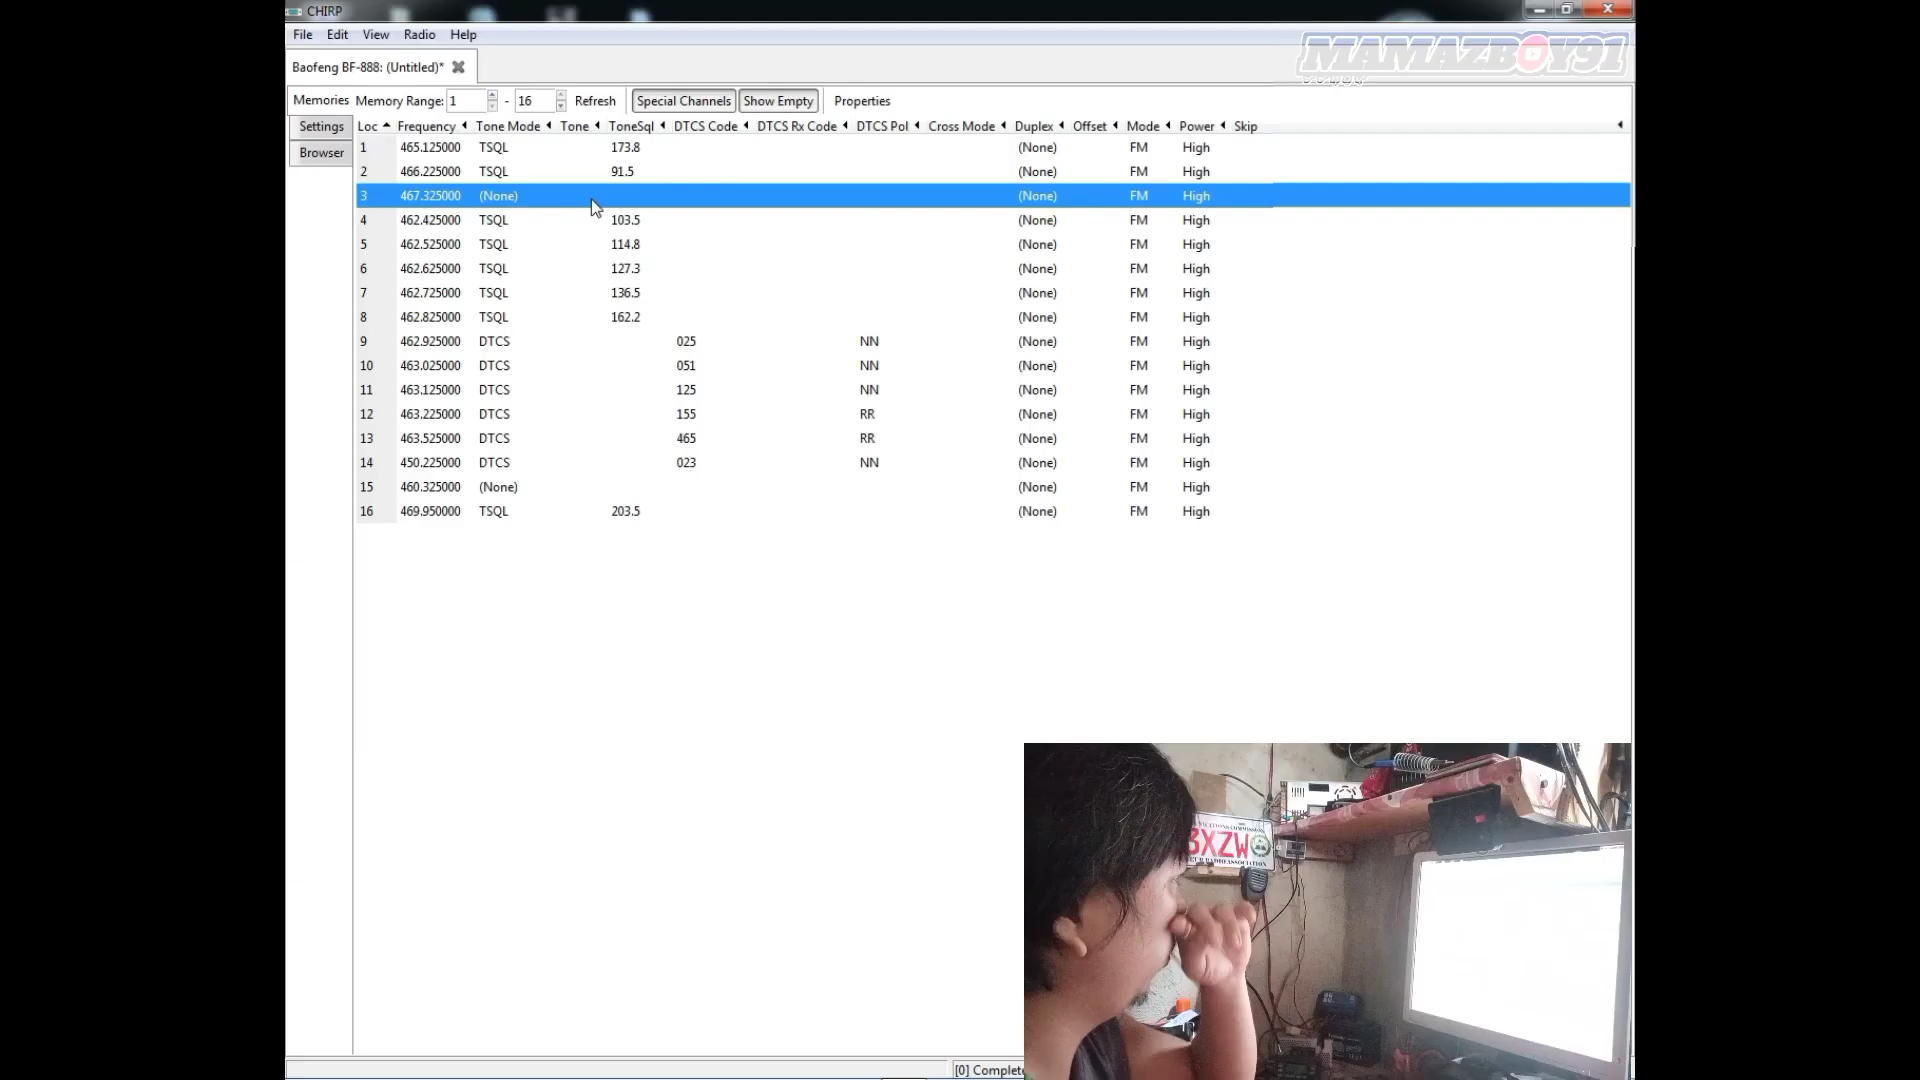 CHIRP
File Edit View Radio Help
MAMAZBOY91
Baofeng BF-888: (Untitled)*
Memories Memory Range: 1 - 16 Refresh Special Channels Show Empty Properties
Settings
Browser
Loc Frequency Tone Mode Tone ToneSql DTCS Code DTCS Rx Code DTCS Pol Cross Mode Duplex Offset Mode Power Skip
1 465.125000 TSQL 173.8 (None) FM High
2 466.225000 TSQL 91.5 (None) FM High
3 467.325000 (None) (None) FM High
4 462.425000 TSQL 103.5 (None) FM High
5 462.525000 TSQL 114.8 (None) FM High
6 462.625000 TSQL 127.3 (None) FM High
7 462.725000 TSQL 136.5 (None) FM High
8 462.825000 TSQL 162.2 (None) FM High
9 462.925000 DTCS 025 NN (None) FM High
10 463.025000 DTCS 051 NN (None) FM High
11 463.125000 DTCS 125 NN (None) FM High
12 463.225000 DTCS 155 RR (None) FM High
13 463.525000 DTCS 465 RR (None) FM High
14 450.225000 DTCS 023 NN (None) FM High
15 460.325000 (None) (None) FM High
16 469.950000 TSQL 203.5 (None) FM High
XZW
[0] Complete